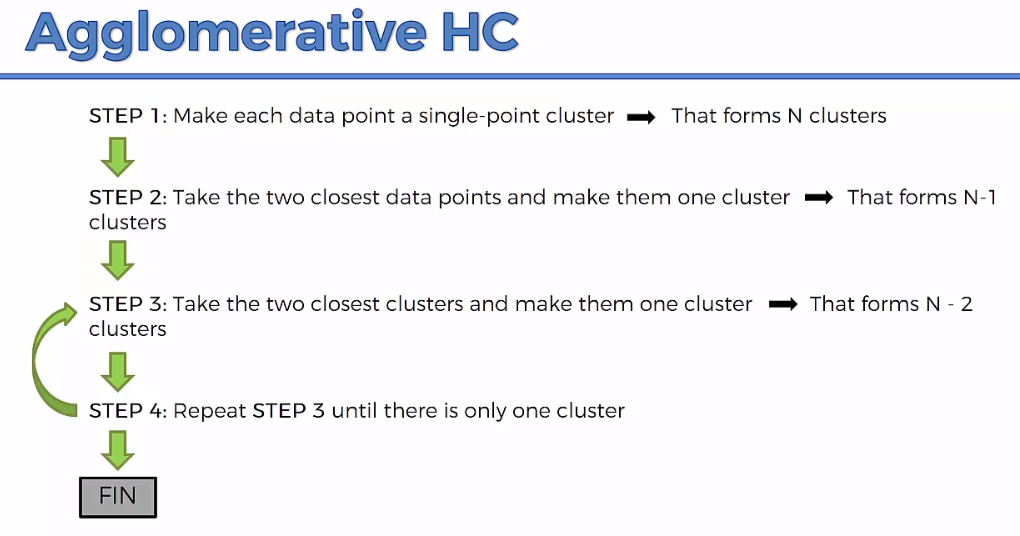 Agglomerative HC
STEP 1: Make each data point a single-point cluster ➡ That forms N clusters
STEP 2: Take the two closest data points and make them one cluster ➡ That forms N-1
clusters
STEP 3: Take the two closest clusters and make them one cluster ➡ That forms N - 2
clusters
STEP 4: Repeat STEP 3 until there is only one cluster
FIN